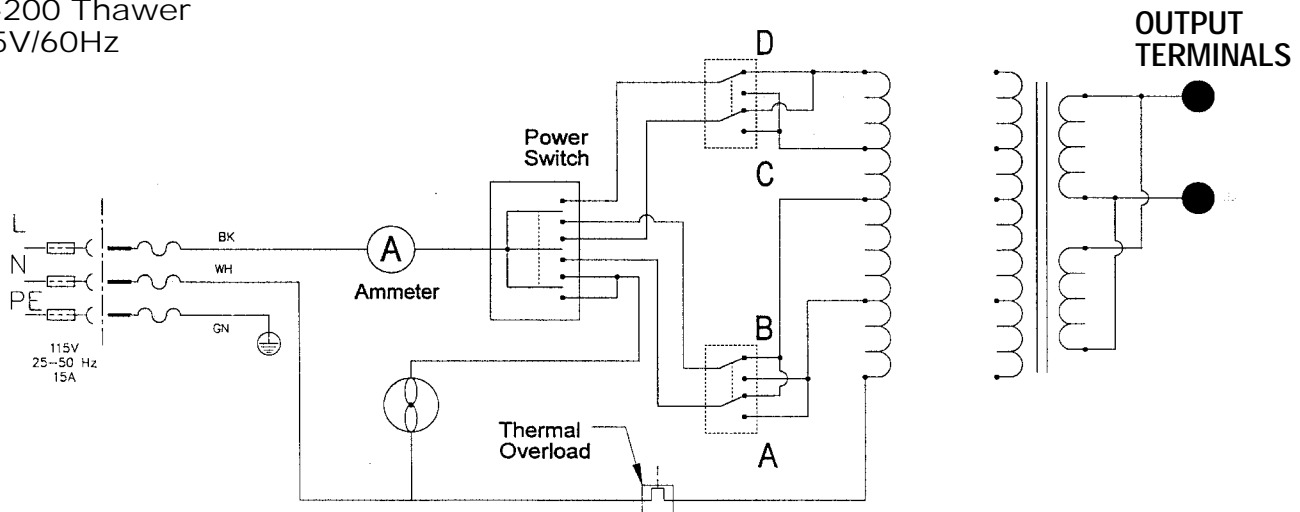 -200 Thawer
5V/60Hz
OUTPUT
TERMINALS
D
Power
Switch
C
L
BK
A
N
WH
Ammeter
PE
GN
B
115V
25--50 Hz
15A
Thermal
Overload
A